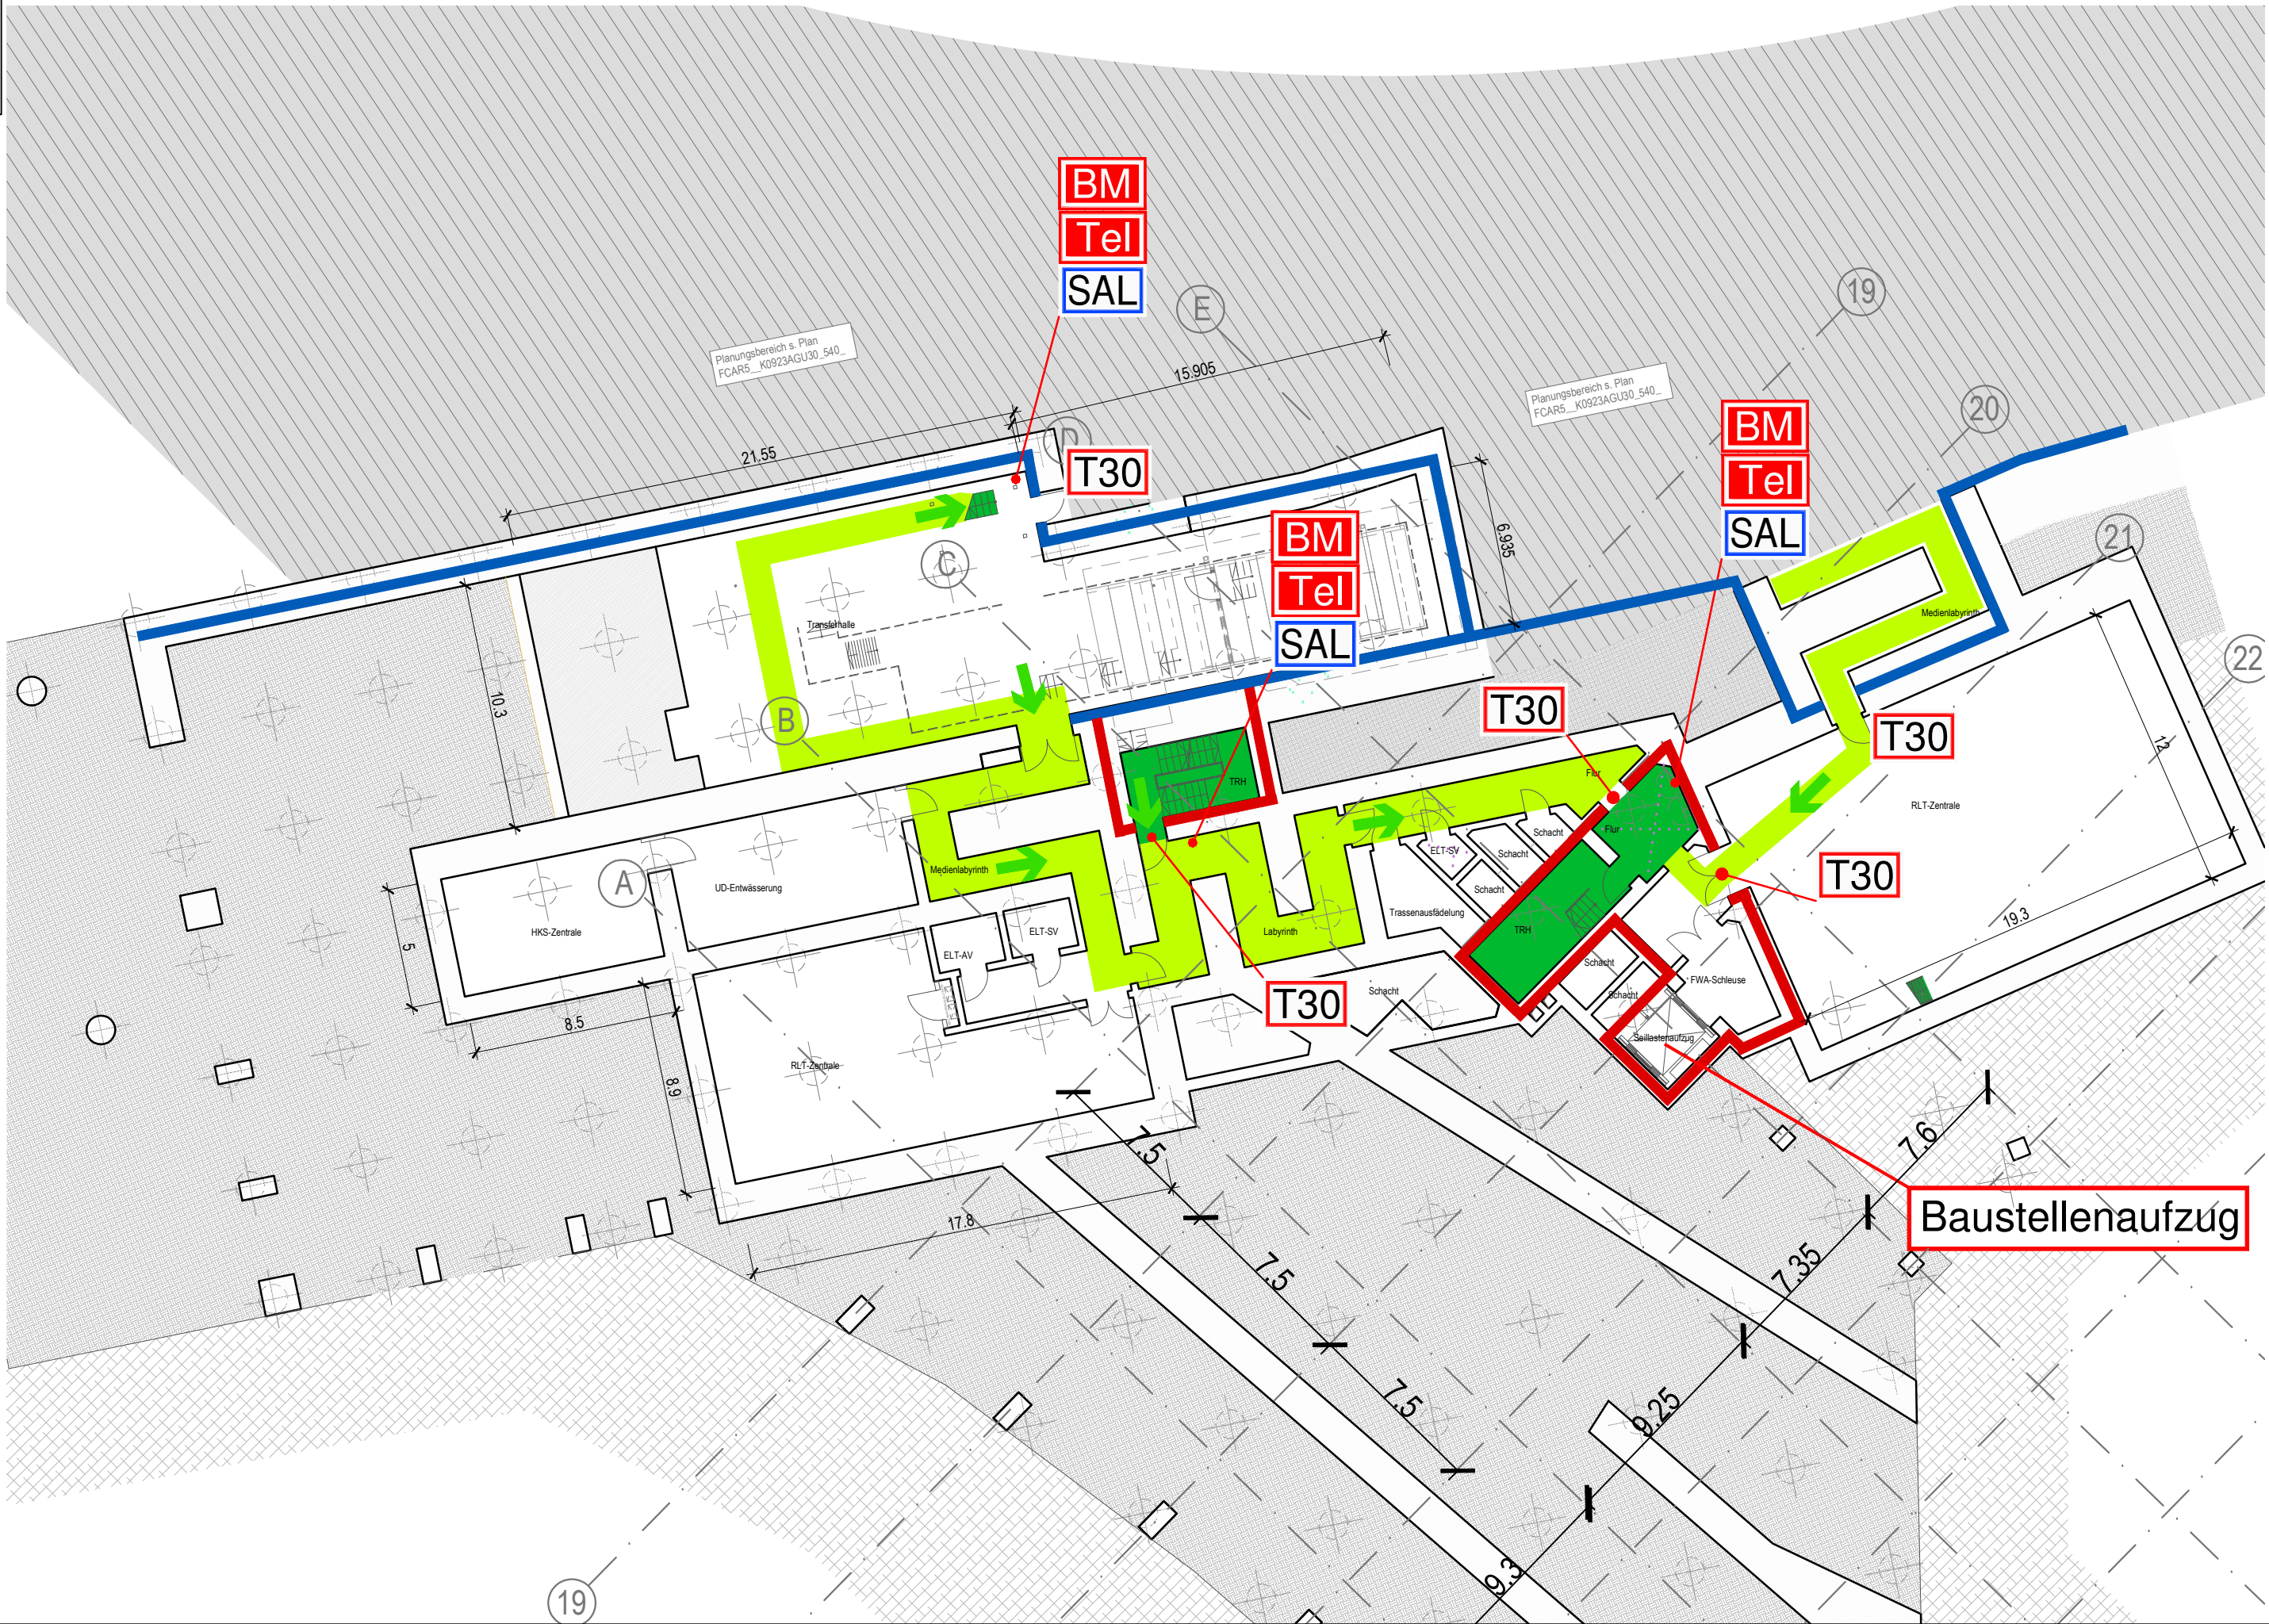 BM
Tel
SAL
E
19
Planungsbereich s. Plan
FCAR5__K0923AGU30_540_
15.905
Planungsbereich s. Plan
FCAR5__K0923AGU30_540_
20
BM
Tel
SAL
21.55
D
T30
6.935
BM
Tel
SAL
21
C
Transferhalle
Medienlabyrinth
22
10.3
B
T30
T30
12
TRH
Flur
RLT-Zentrale
Flur
Schacht
ELT-SV
Schacht
Schacht
Medienlabyrinth
A
UD-Entwässerung
T30
Trassenausfädelung
19.3
HKS-Zentrale
ELT-SV
Labyrinth
TRH
5
ELT-AV
Schacht
FWA-Schleuse
Schacht
Schacht
T30
8.5
Seillastenaufzug
RLT-Zentrale
8.9
7.5
7.6
17.8
Baustellenaufzug
7.5
7.35
7.5
9.25
9.3
19